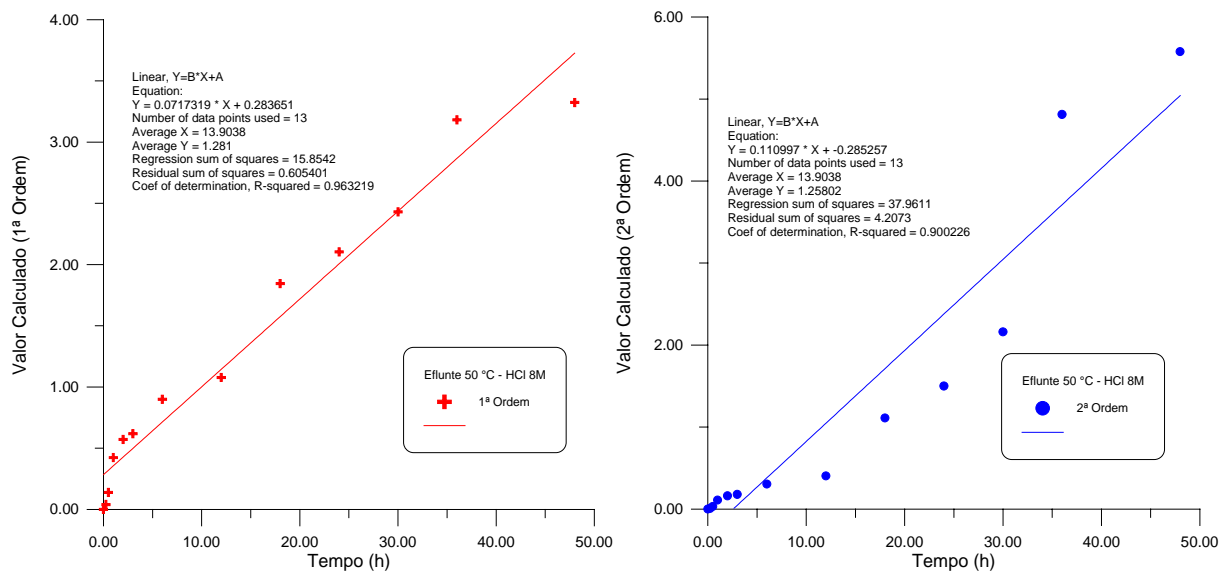 4.00
3.00
2.00
1.00
0.00
Valor Calculado (1ª Ordem)
Linear, Y=B*X+A
Equation:
Y = 0.0717319 * X + 0.283651
Number of data points used = 13
Average X = 13.9038
Average Y = 1.281
Regression sum of squares = 15.8542
Residual sum of squares = 0.605401
Coef of determination, R-squared = 0.963219
Eflunte 50 °C - HCl 8M
1ª Ordem
0.00
10.00
20.00
30.00
40.00
50.00
Tempo (h)
6.00
4.00
2.00
0.00
Valor Calculado (2ª Ordem)
Linear, Y=B*X+A
Equation:
Y = 0.110997 * X + -0.285257
Number of data points used = 13
Average X = 13.9038
Average Y = 1.25802
Regression sum of squares = 37.9611
Residual sum of squares = 4.2073
Coef of determination, R-squared = 0.900226
Eflunte 50 °C - HCl 8M
2ª Ordem
0.00
10.00
20.00
30.00
40.00
50.00
Tempo (h)